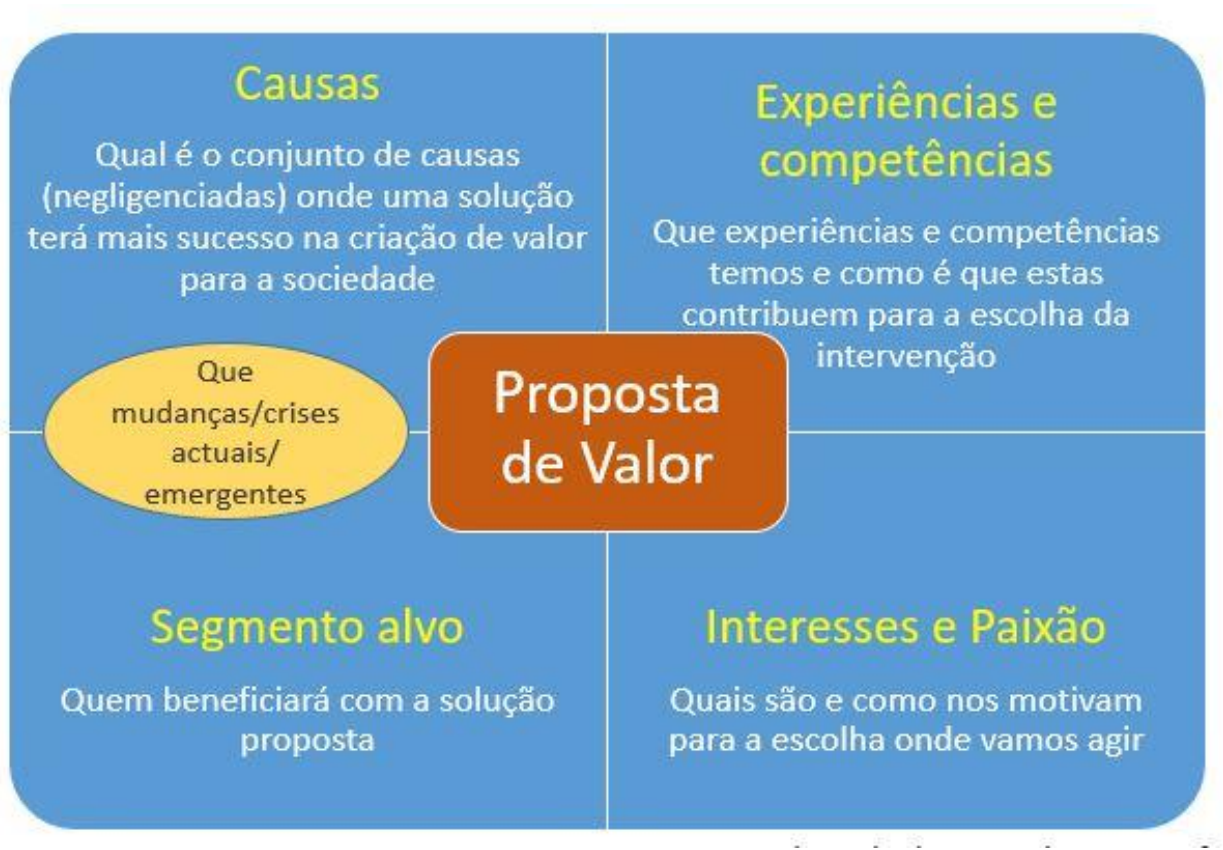 Causas
Qual é o conjunto de causas
(negligenciadas) onde uma solução
terá mais sucesso na criação de valor
para a sociedade
Experiências e
competências
Que experiências e competências
temos e como é que estas
contribuem para a escolha da
intervenção
Que
mudanças/crises
actuais/
emergentes
Proposta
de Valor
Segmento alvo
Quem beneficiará com a solução
proposta
Interesses e Paixão
Quais são e como nos motivam
para a escolha onde vamos agir